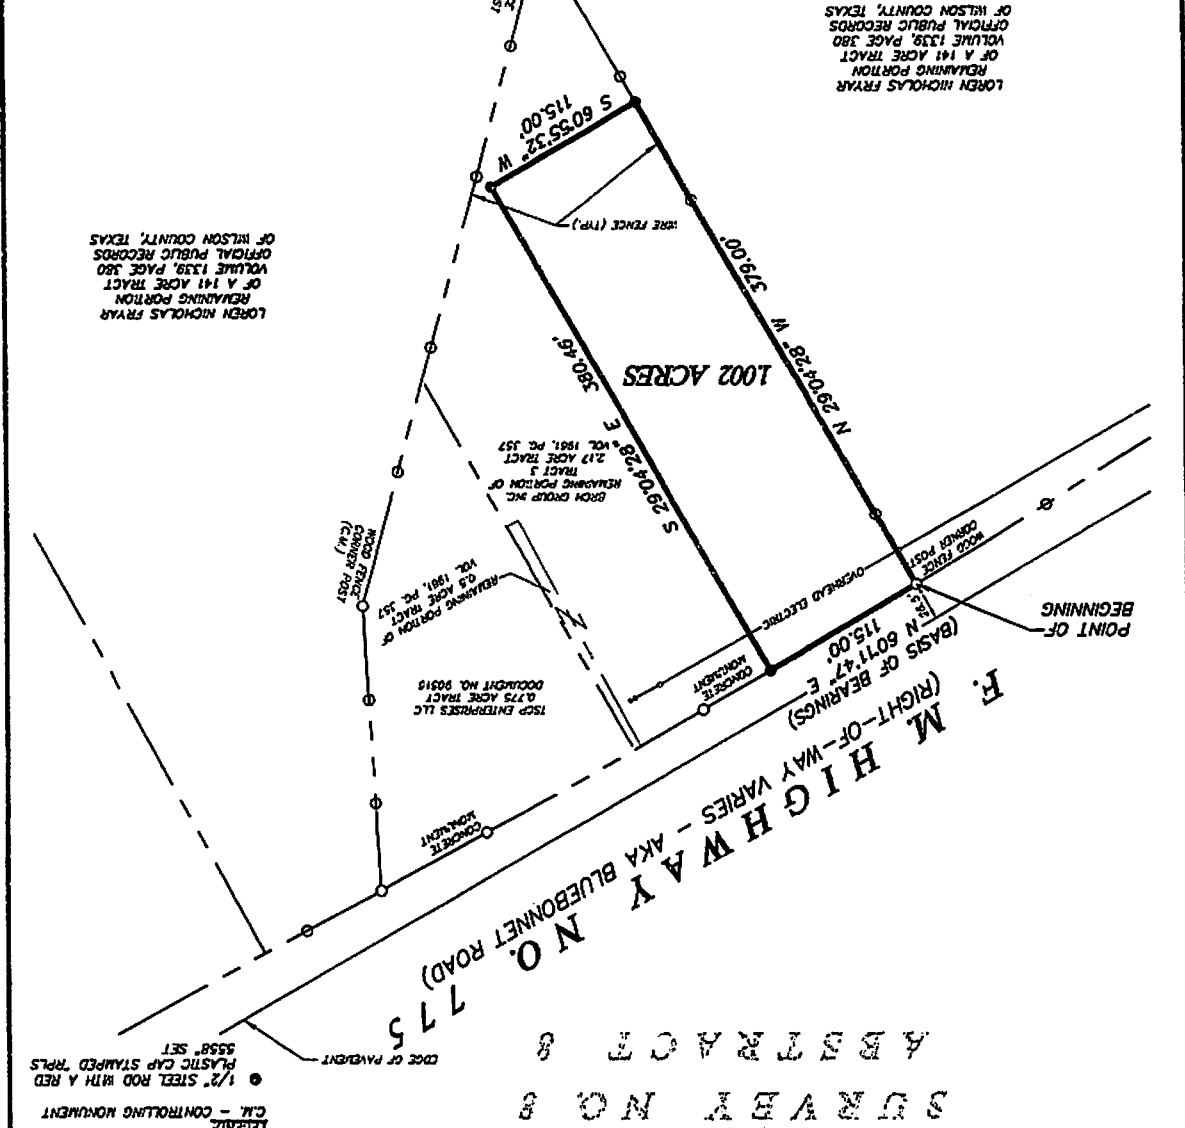 SURVEY NO. 8
ABSTRACT 8
LEGEND
C.M. - CONTROLLING MONUMENT
1/2" STEEL ROD WITH A RED
PLASTIC CAP STAMPED "RPLS
5558" SET
EDGE OF PAVEMENT
F. M. HIGHWAY NO. 775
(RIGHT-OF-WAY VARIES - AKA BLUEBONNET ROAD)
(BASIS OF BEARINGS)
N 60°11'47" E
115.00'
28.5'
POINT OF
BEGINNING
WOOD FENCE
CORNER POST
OVERHEAD ELECTRIC
CONCRETE
MONUMENT
CONCRETE
MONUMENT
TSCP ENTERPRISES LLC
0.775 ACRE TRACT
DOCUMENT NO. 90516
REMAINING PORTION OF
0.5 ACRE TRACT
VOL. 1961, PG. 357
WOOD FENCE
CORNER POST
(C.M.)
BRCH GROUP INC.
REMAINING PORTION OF
TRACT 3
2.17 ACRE TRACT
VOL. 1961, PG. 357
S 29°04'28" E
380.46'
1.002 ACRES
N 29°04'28" W
379.00'
WIRE FENCE (TYP.)
S 60°55'32" W
115.00'
LOREN NICHOLAS FRYAR
REMAINING PORTION
OF A 141 ACRE TRACT
VOLUME 1339, PAGE 380
OFFICIAL PUBLIC RECORDS
OF WILSON COUNTY, TEXAS
LOREN NICHOLAS FRYAR
REMAINING PORTION
OF A 141 ACRE TRACT
VOLUME 1339, PAGE 380
OFFICIAL PUBLIC RECORDS
OF WILSON COUNTY, TEXAS